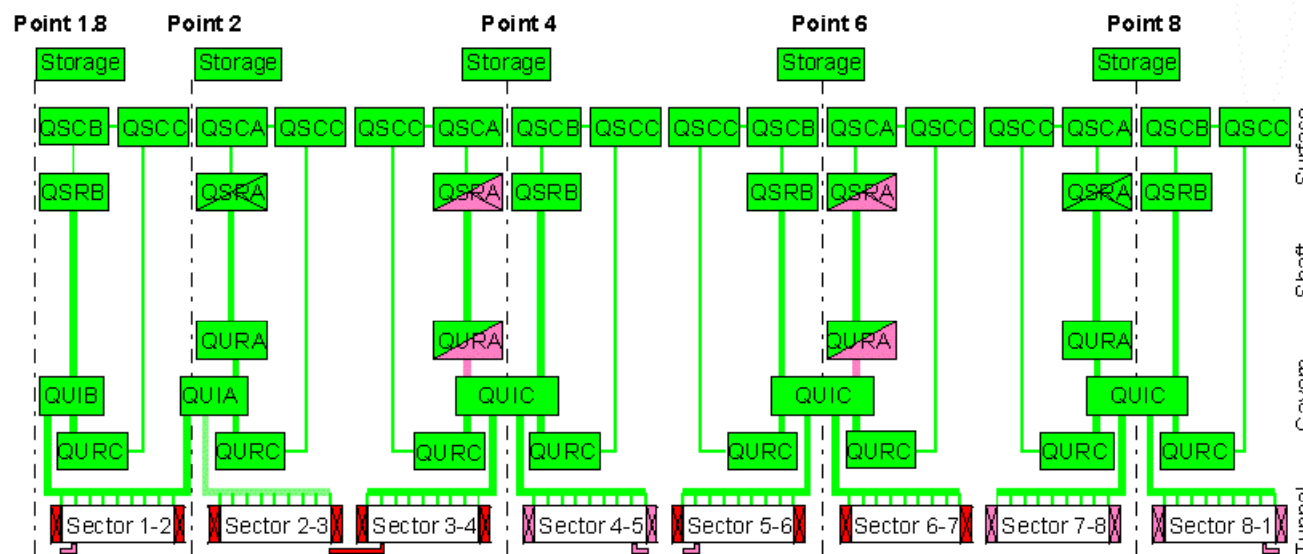 Point 1.8 Point 2 Point 4 Point 6 Point 8
Storage Storage Storage Storage Storage
QSCB QSCC QSCA QSCC QSCC QSCA QSCB QSCC QSCC QSCB QSCA QSCC QSCC QSCA QSCB QSCC
QSRB QSRA QSRA QSRB QSRB QSRA QSRA QSRB
QURA QURA QURA QURA
QUIB QUIA QUIC QUIC QUIC
QURC QURC QURC QURC QURC QURC QURC QURC
Sector 1-2 Sector 2-3 Sector 3-4 Sector 4-5 Sector 5-6 Sector 6-7 Sector 7-8 Sector 8-1